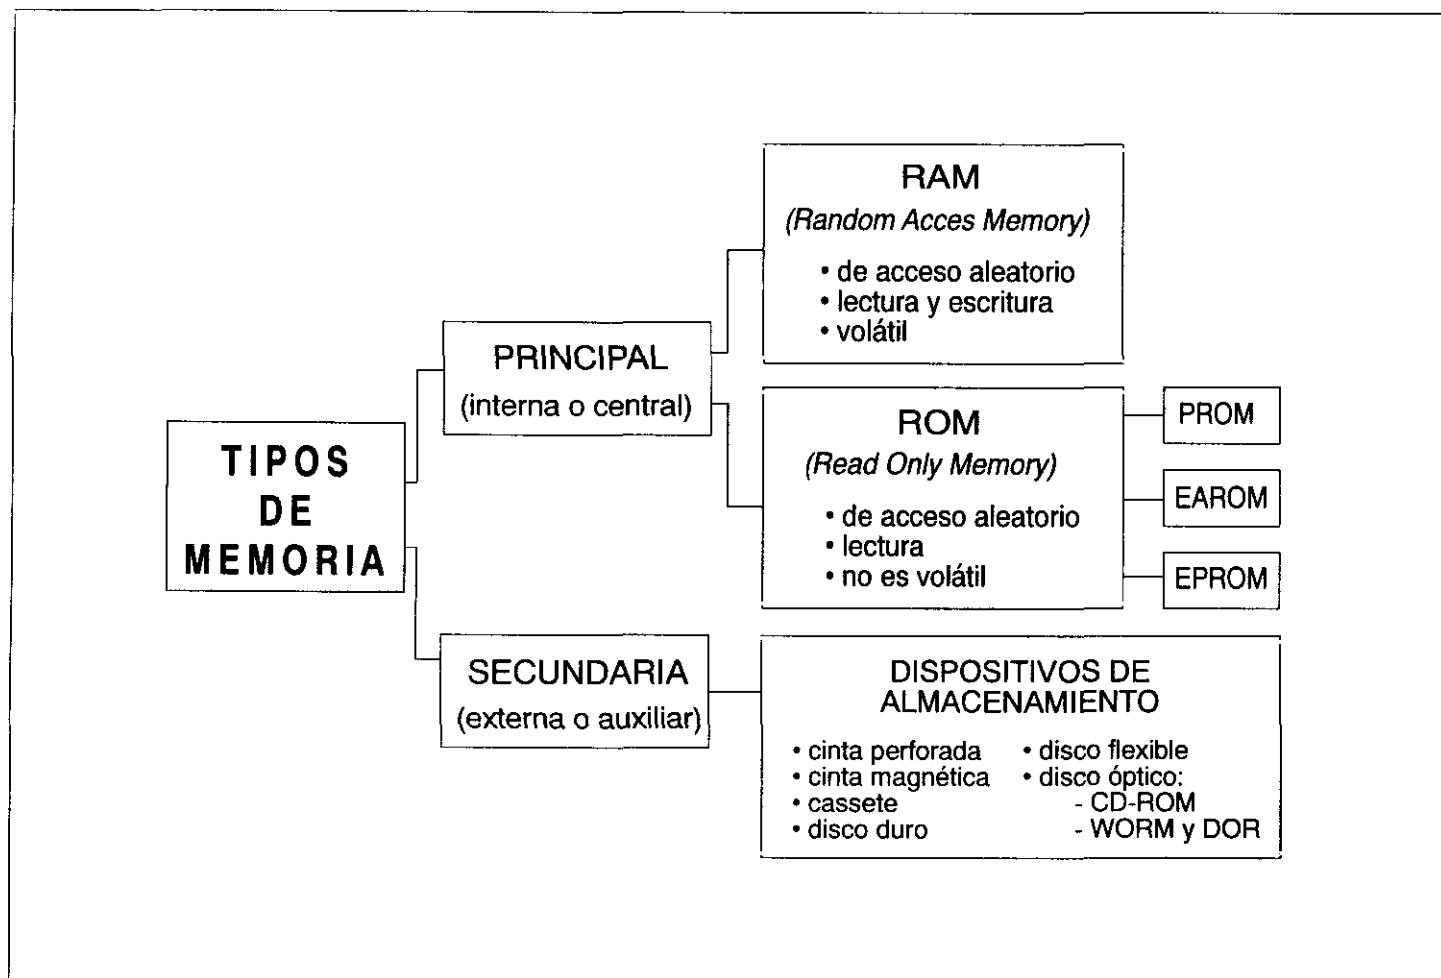 TIPOS
DE
MEMORIA
PRINCIPAL
(interna o central)
RAM
(Random Acces Memory)
• de acceso aleatorio
• lectura y escritura
• volátil
ROM
(Read Only Memory)
• de acceso aleatorio
• lectura
• no es volátil
PROM
EAROM
EPROM
SECUNDARIA
(externa o auxiliar)
DISPOSITIVOS DE
ALMACENAMIENTO
• cinta perforada
• cinta magnética
• cassete
• disco duro
• disco flexible
• disco óptico:
- CD-ROM
- WORM y DOR